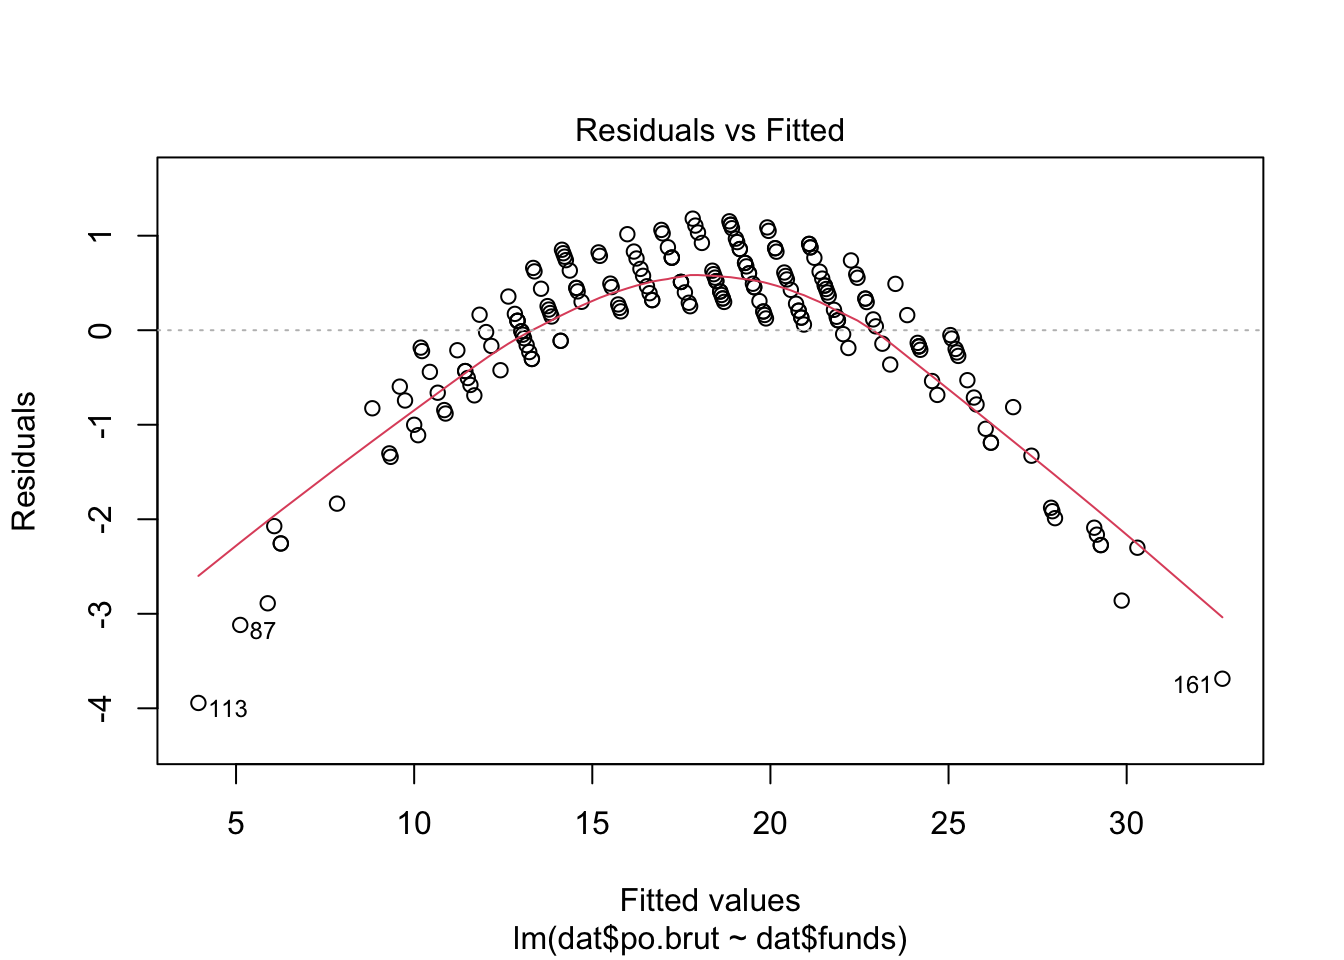 Residuals vs Fitted
Residuals
1
0
-1
-2
-3
-4
87
113
161
5 10 15 20 25 30
Fitted values
lm(dat$po.brut ~ dat$funds)